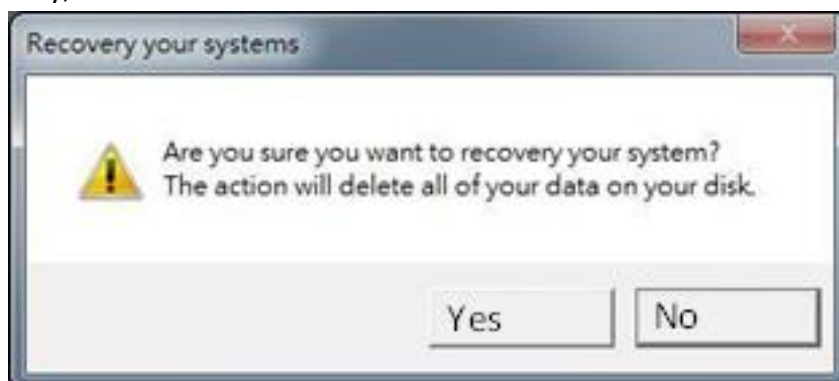 Recovery your systems
Are you sure you want to recovery your system?
The action will delete all of your data on your disk.
Yes
No